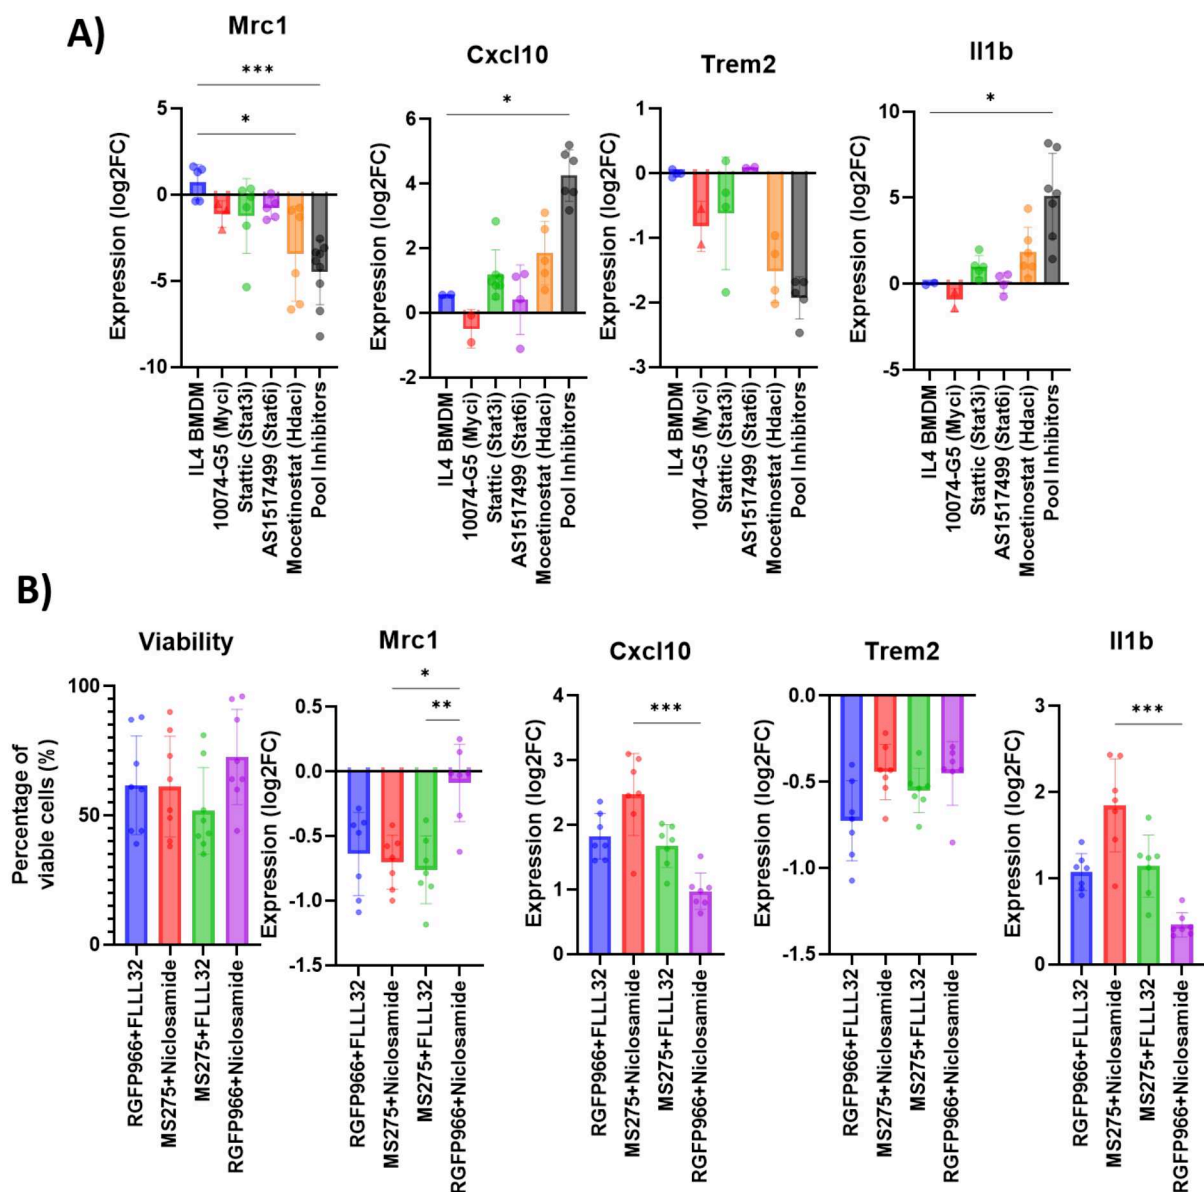 A)
Mrc1
***
*
Expression (log2FC)
5
0
-5
-10
IL4 BMDM
10074-G5 (Myci)
Stattic (Stat3i)
AS1517499 (Stat6i)
Mocetinostat (Hdaci)
Pool Inhibitors
Cxcl10
*
Expression (log2FC)
6
4
2
0
-2
IL4 BMDM
10074-G5 (Myci)
Stattic (Stat3i)
AS1517499 (Stat6i)
Mocetinostat (Hdaci)
Pool Inhibitors
Trem2
Expression (log2FC)
1
0
-1
-2
-3
IL4 BMDM
10074-G5 (Myci)
Stattic (Stat3i)
AS1517499 (Stat6i)
Mocetinostat (Hdaci)
Pool Inhibitors
Il1b
*
Expression (log2FC)
10
5
0
-5
IL4 BMDM
10074-G5 (Myci)
Stattic (Stat3i)
AS1517499 (Stat6i)
Mocetinostat (Hdaci)
Pool Inhibitors
B)
Viability
Percentage of
viable cells (%)
100
50
0
RGFP966+FLLL32
MS275+Niclosamide
MS275+FLLL32
RGFP966+Niclosamide
Mrc1
*
**
Expression (log2FC)
0.5
0.0
-0.5
-1.0
-1.5
RGFP966+FLLL32
MS275+Niclosamide
MS275+FLLL32
RGFP966+Niclosamide
Cxcl10
***
Expression (log2FC)
4
3
2
1
0
RGFP966+FLLL32
MS275+Niclosamide
MS275+FLLL32
RGFP966+Niclosamide
Trem2
Expression (log2FC)
0.0
-0.5
-1.0
-1.5
RGFP966+FLLL32
MS275+Niclosamide
MS275+FLLL32
RGFP966+Niclosamide
Il1b
***
Expression (log2FC)
3
2
1
0
RGFP966+FLLL32
MS275+Niclosamide
MS275+FLLL32
RGFP966+Niclosamide